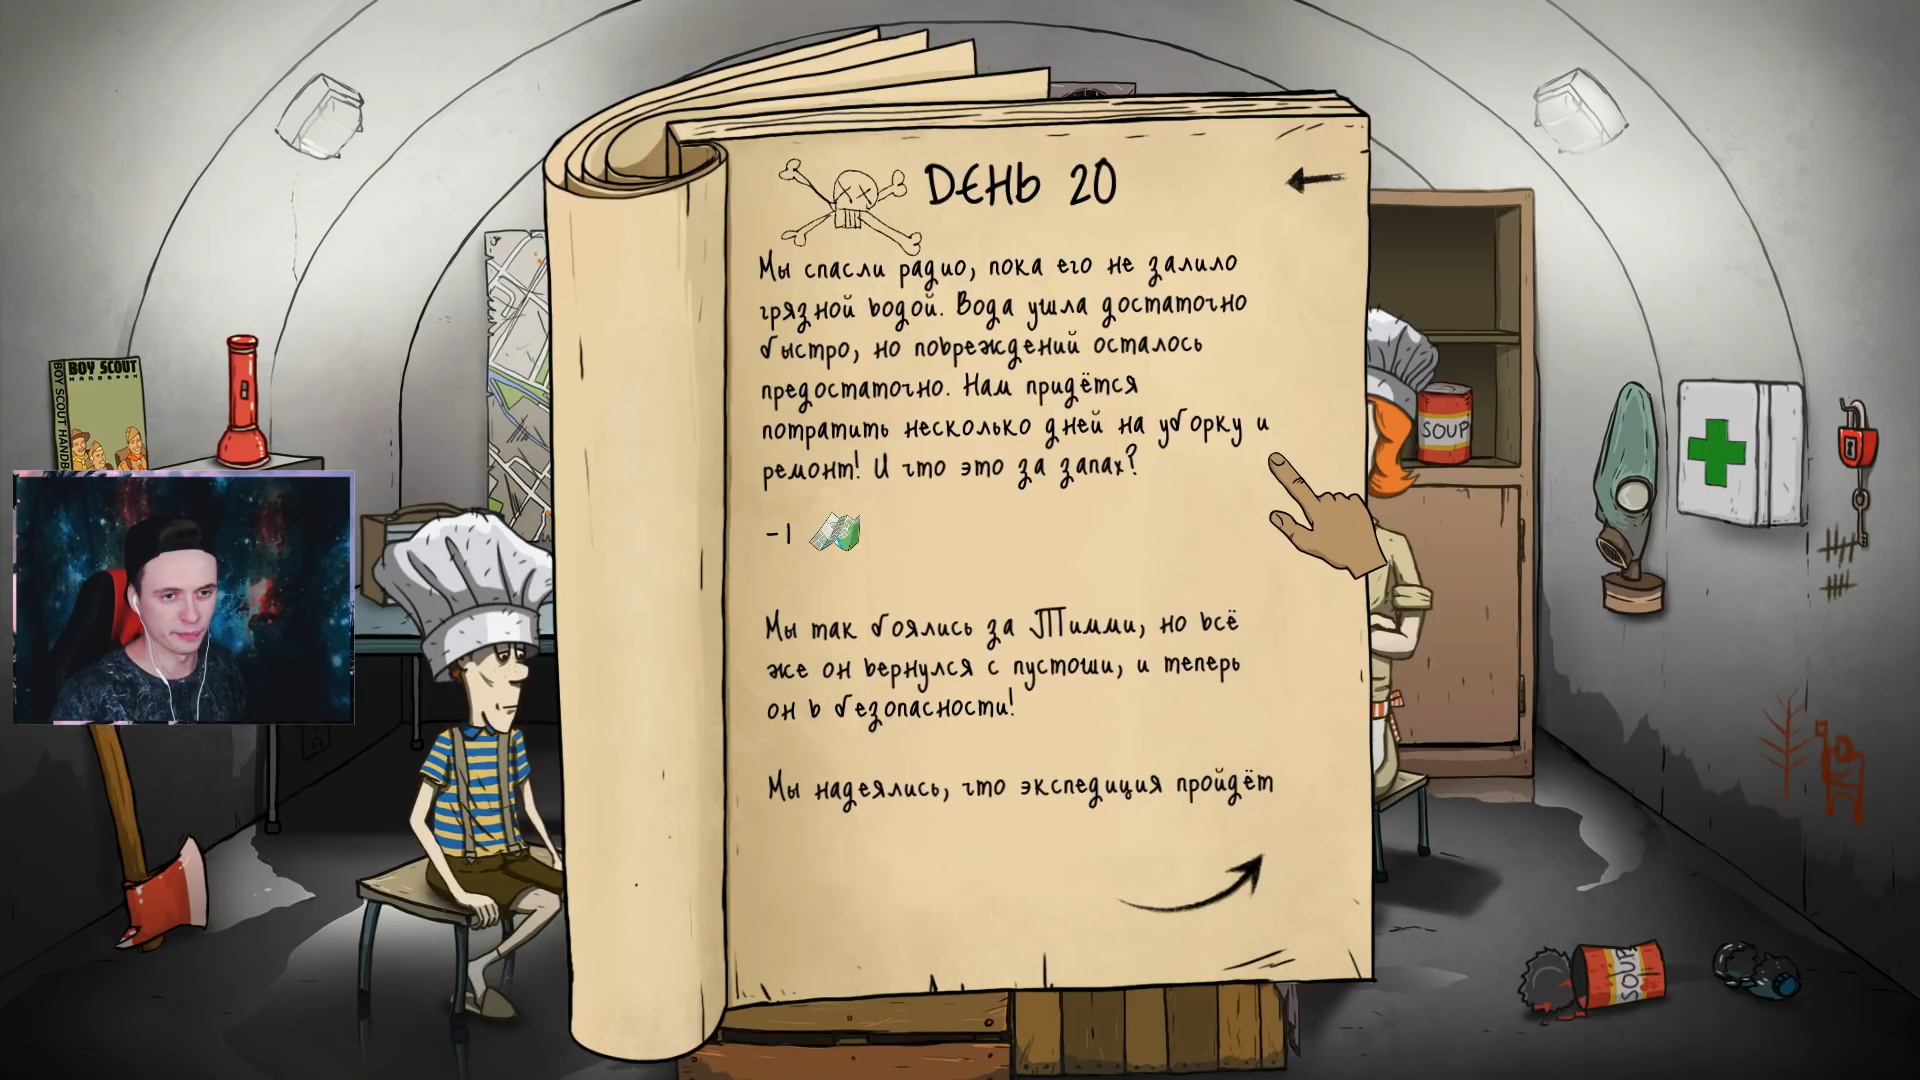 BOY SCOUT
HANDBOOK
BOY SCOUT HANDB
ДЕНЬ 20
Мы спасли радио, пока его не залило
грязной водой. Вода ушла достаточно
быстро, но повреждений осталось
предостаточно. Нам придётся
потратить несколько дней на уборку и
ремонт! И что это за запах?
-1
Мы так боялись за Тимми, но всё
же он вернулся с пустоши, и теперь
он в безопасности!
Мы надеялись, что экспедиция пройдёт
SOUP
SOUP